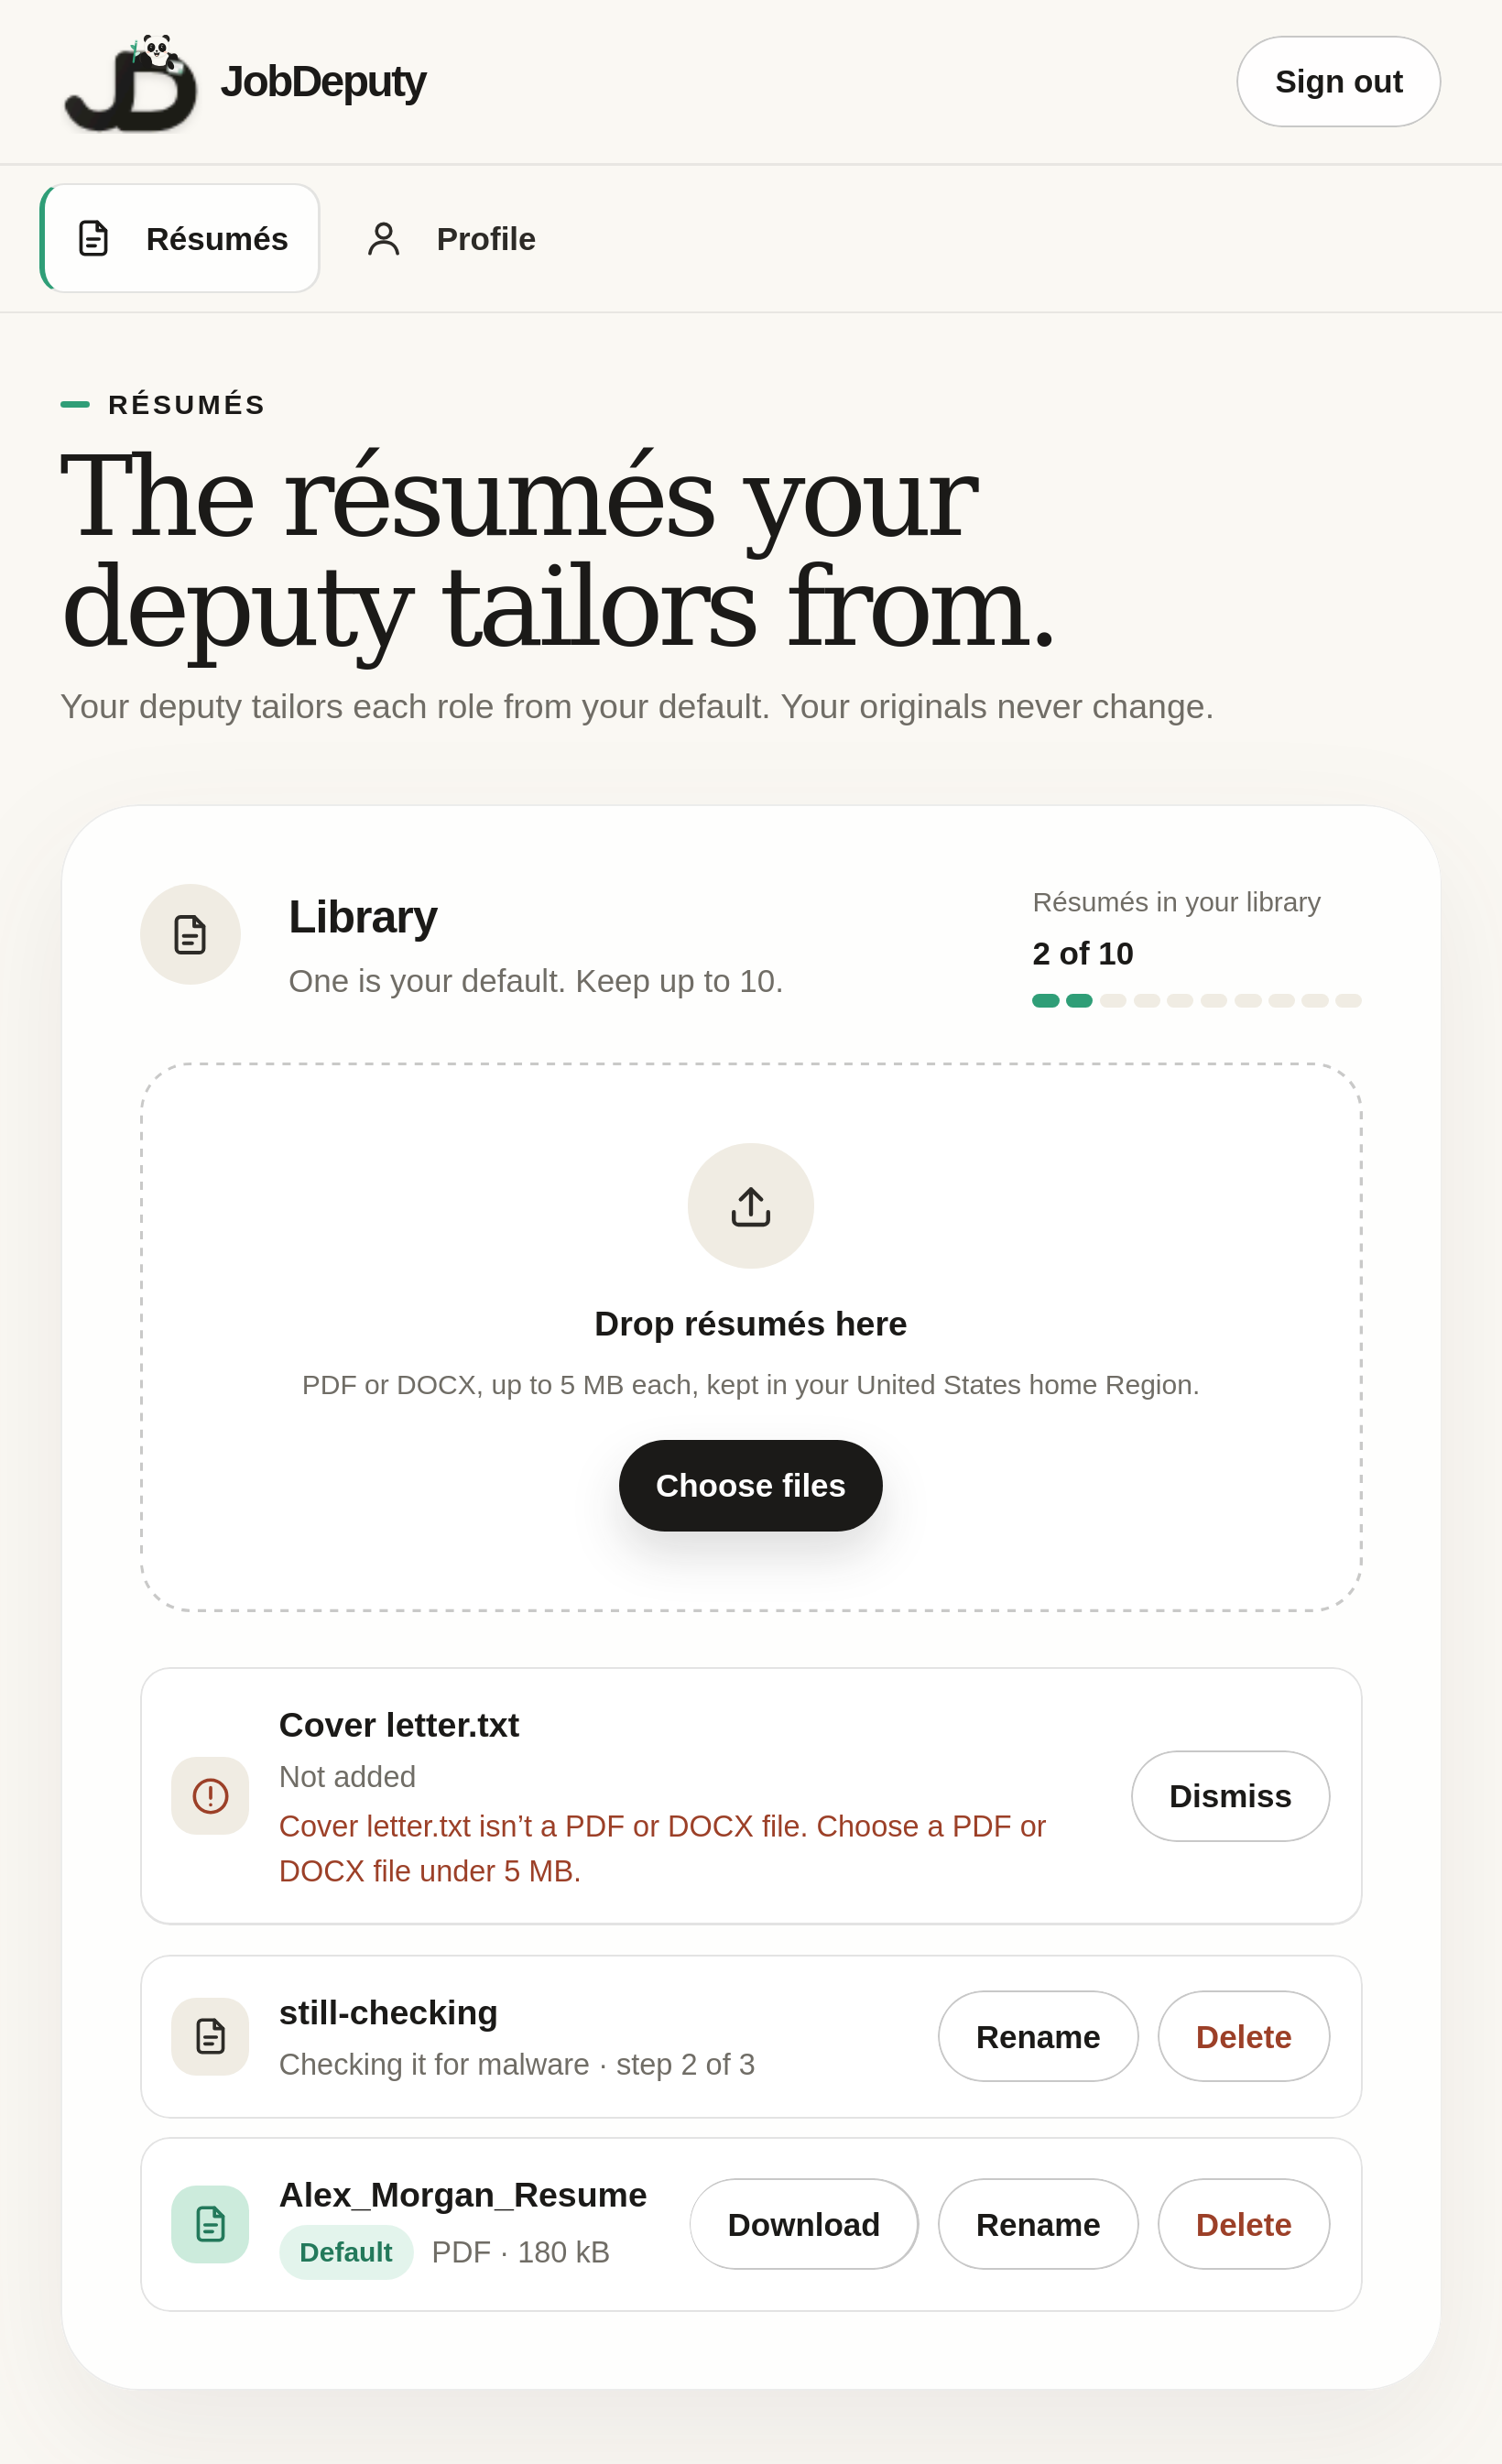 JD
JobDeputy
Sign out
Résumés
Profile
RÉSUMÉS
The résumés your
deputy tailors from.
Your deputy tailors each role from your default. Your originals never change.
Library
One is your default. Keep up to 10.
Résumés in your library
2 of 10
Drop résumés here
PDF or DOCX, up to 5 MB each, kept in your United States home Region.
Choose files
Cover letter.txt
Not added
Cover letter.txt isn’t a PDF or DOCX file. Choose a PDF or
DOCX file under 5 MB.
Dismiss
still-checking
Checking it for malware · step 2 of 3
Rename
Delete
Alex_Morgan_Resume
Default
PDF · 180 kB
Download
Rename
Delete